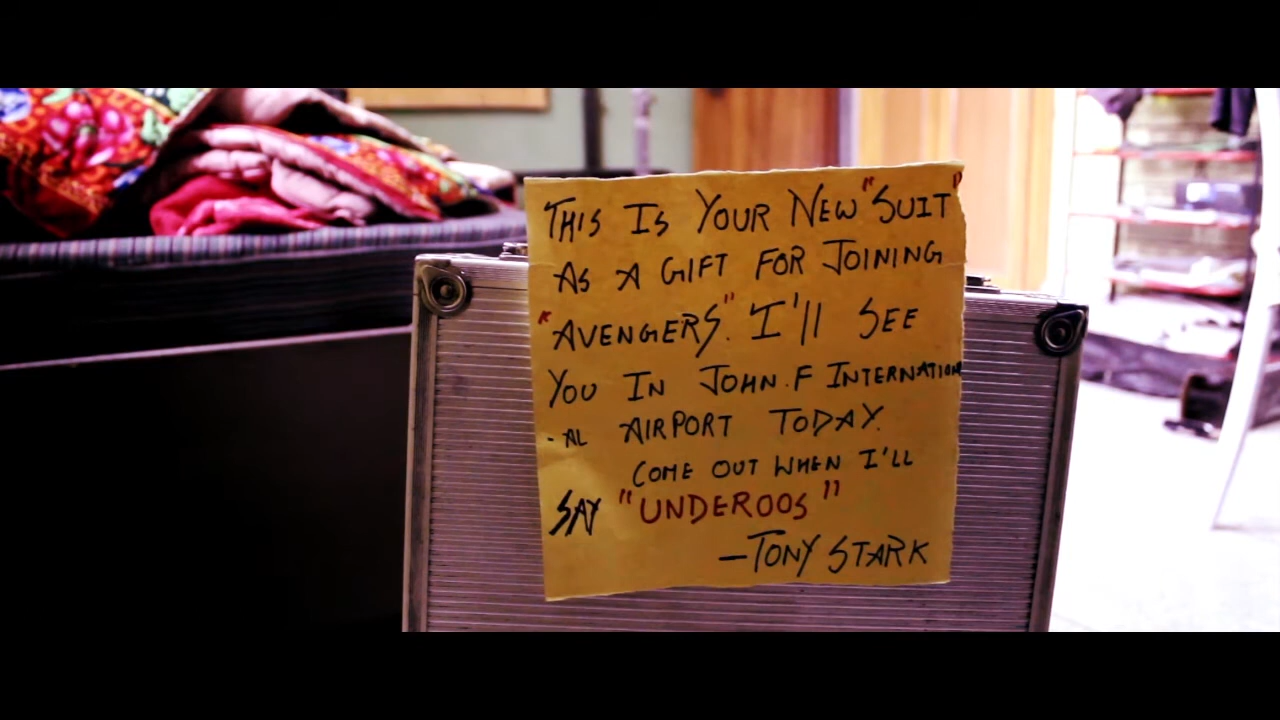 THIS IS YOUR NEW "SUIT"
AS A GIFT FOR JOINING
"AVENGERS". I'll SEE
YOU IN JOHN.F INTERNATION
-AL AIRPORT TODAY.
COME OUT WHEN I'LL
SAY "UNDEROOS"
—TONY STARK